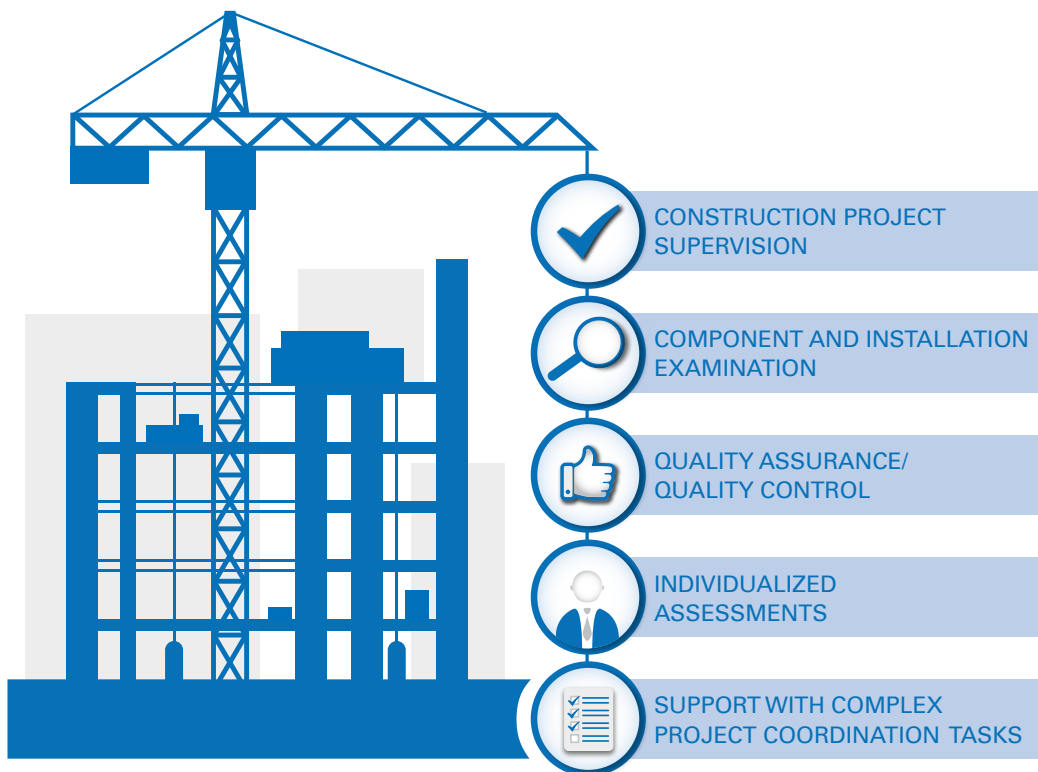 CONSTRUCTION PROJECT
SUPERVISION
COMPONENT AND INSTALLATION
EXAMINATION
QUALITY ASSURANCE/
QUALITY CONTROL
INDIVIDUALIZED
ASSESSMENTS
SUPPORT WITH COMPLEX
PROJECT COORDINATION TASKS